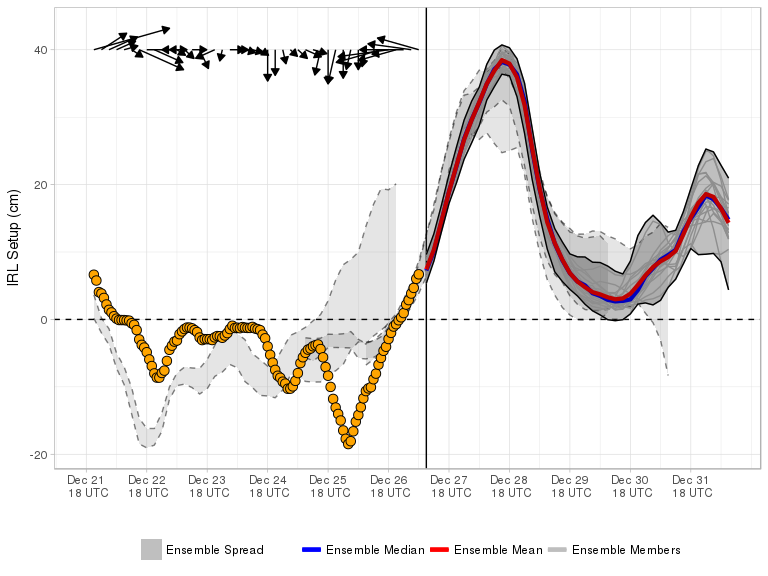 IRL Setup (cm)
40
20
0
-20
Dec 21 Dec 22 Dec 23 Dec 24 Dec 25 Dec 26 Dec 27 Dec 28 Dec 29 Dec 30 Dec 31
18 UTC 18 UTC 18 UTC 18 UTC 18 UTC 18 UTC 18 UTC 18 UTC 18 UTC 18 UTC 18 UTC
Ensemble Spread Ensemble Median Ensemble Mean Ensemble Members